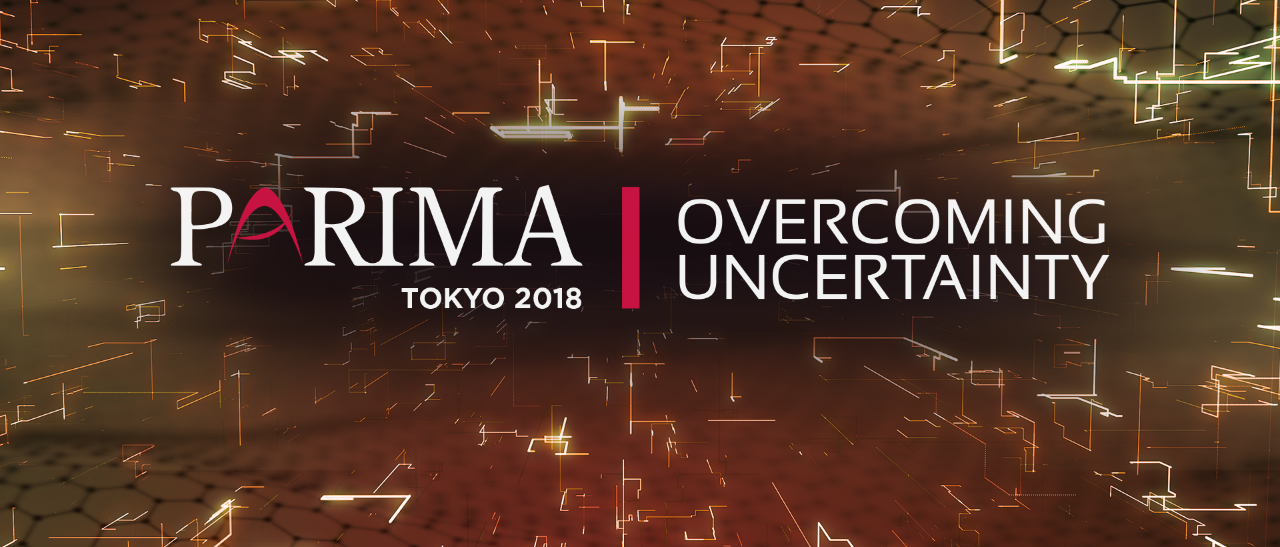 PARIMA
TOKYO 2018
OVERCOMING
UNCERTAINTY